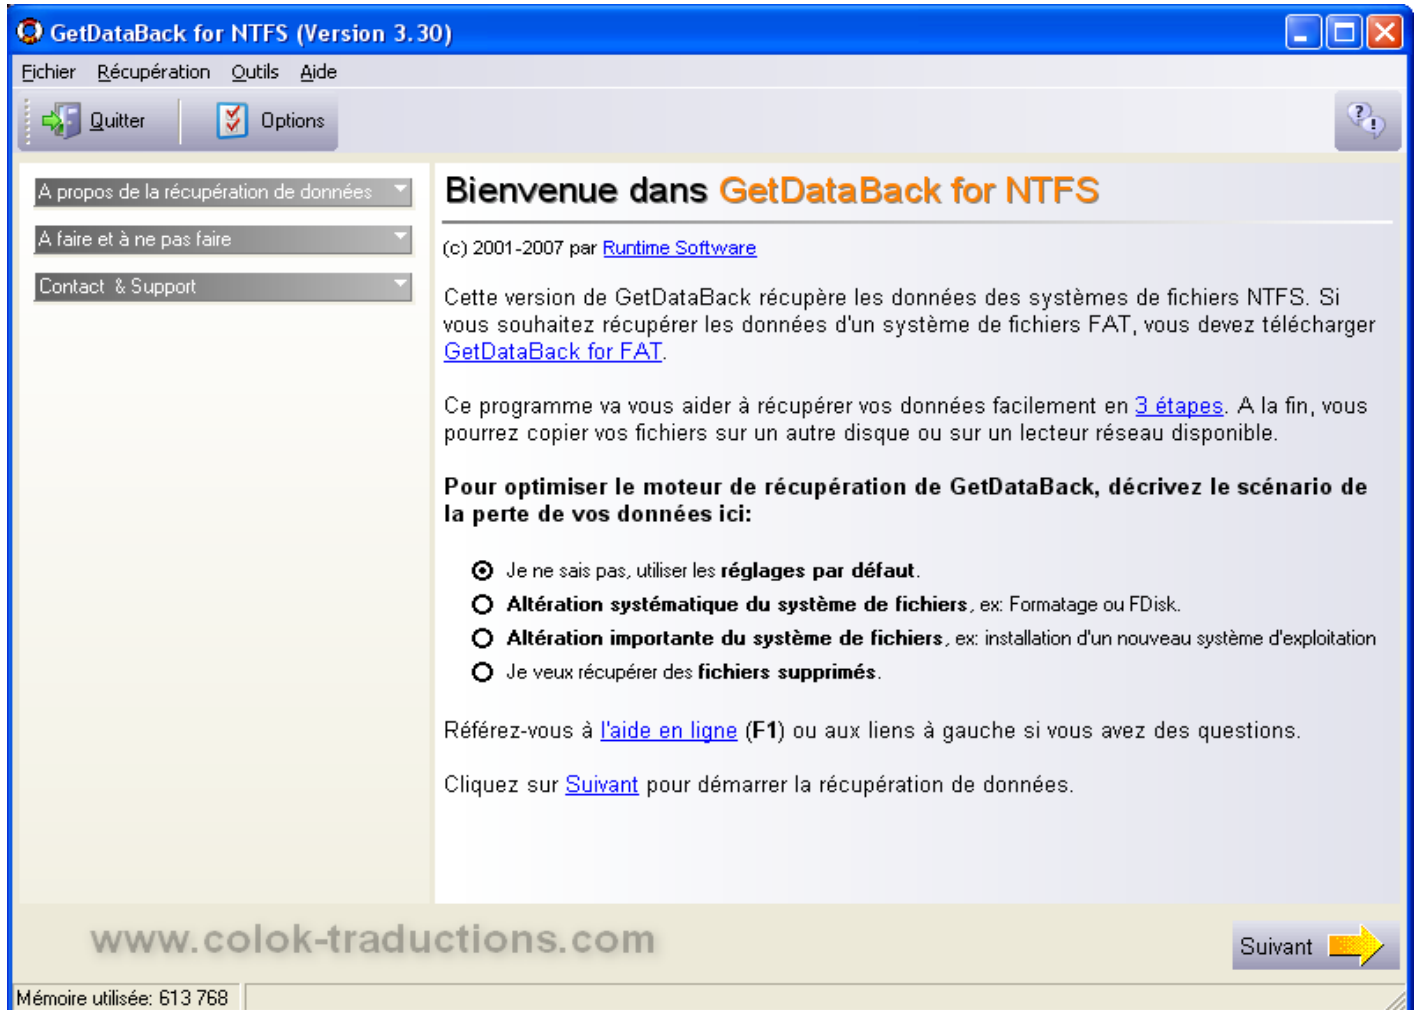 GetDataBack for NTFS (Version 3.30)
Fichier Récupération Outils Aide
Quitter Options
A propos de la récupération de données
A faire et à ne pas faire
Contact & Support
Bienvenue dans GetDataBack for NTFS
(c) 2001-2007 par Runtime Software
Cette version de GetDataBack récupère les données des systèmes de fichiers NTFS. Si
vous souhaitez récupérer les données d'un système de fichiers FAT, vous devez télécharger
GetDataBack for FAT.
Ce programme va vous aider à récupérer vos données facilement en 3 étapes. A la fin, vous
pourrez copier vos fichiers sur un autre disque ou sur un lecteur réseau disponible.
Pour optimiser le moteur de récupération de GetDataBack, décrivez le scénario de
la perte de vos données ici:
Je ne sais pas, utiliser les réglages par défaut.
Altération systématique du système de fichiers, ex: Formatage ou FDisk.
Altération importante du système de fichiers, ex: installation d'un nouveau système d'exploitation
Je veux récupérer des fichiers supprimés.
Référez-vous à l'aide en ligne (F1) ou aux liens à gauche si vous avez des questions.
Cliquez sur Suivant pour démarrer la récupération de données.
www.colok-traductions.com
Suivant
Mémoire utilisée: 613 768